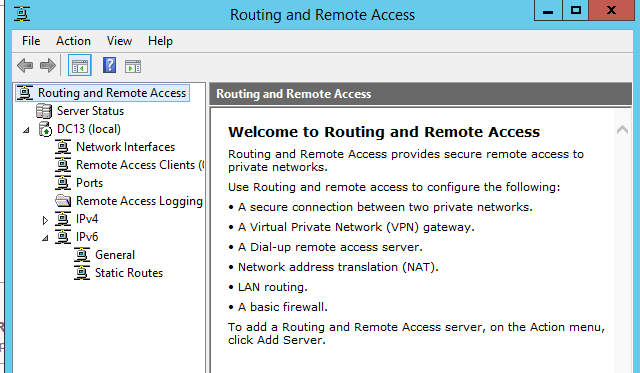 Routing and Remote Access
File Action View Help
Routing and Remote Access
Server Status
DC13 (local)
Network Interfaces
Remote Access Clients (
Ports
Remote Access Logging
IPv4
IPv6
General
Static Routes
Routing and Remote Access
Welcome to Routing and Remote Access
Routing and Remote Access provides secure remote access to
private networks.
Use Routing and remote access to configure the following:
• A secure connection between two private networks.
• A Virtual Private Network (VPN) gateway.
• A Dial-up remote access server.
• Network address translation (NAT).
• LAN routing.
• A basic firewall.
To add a Routing and Remote Access server, on the Action menu,
click Add Server.